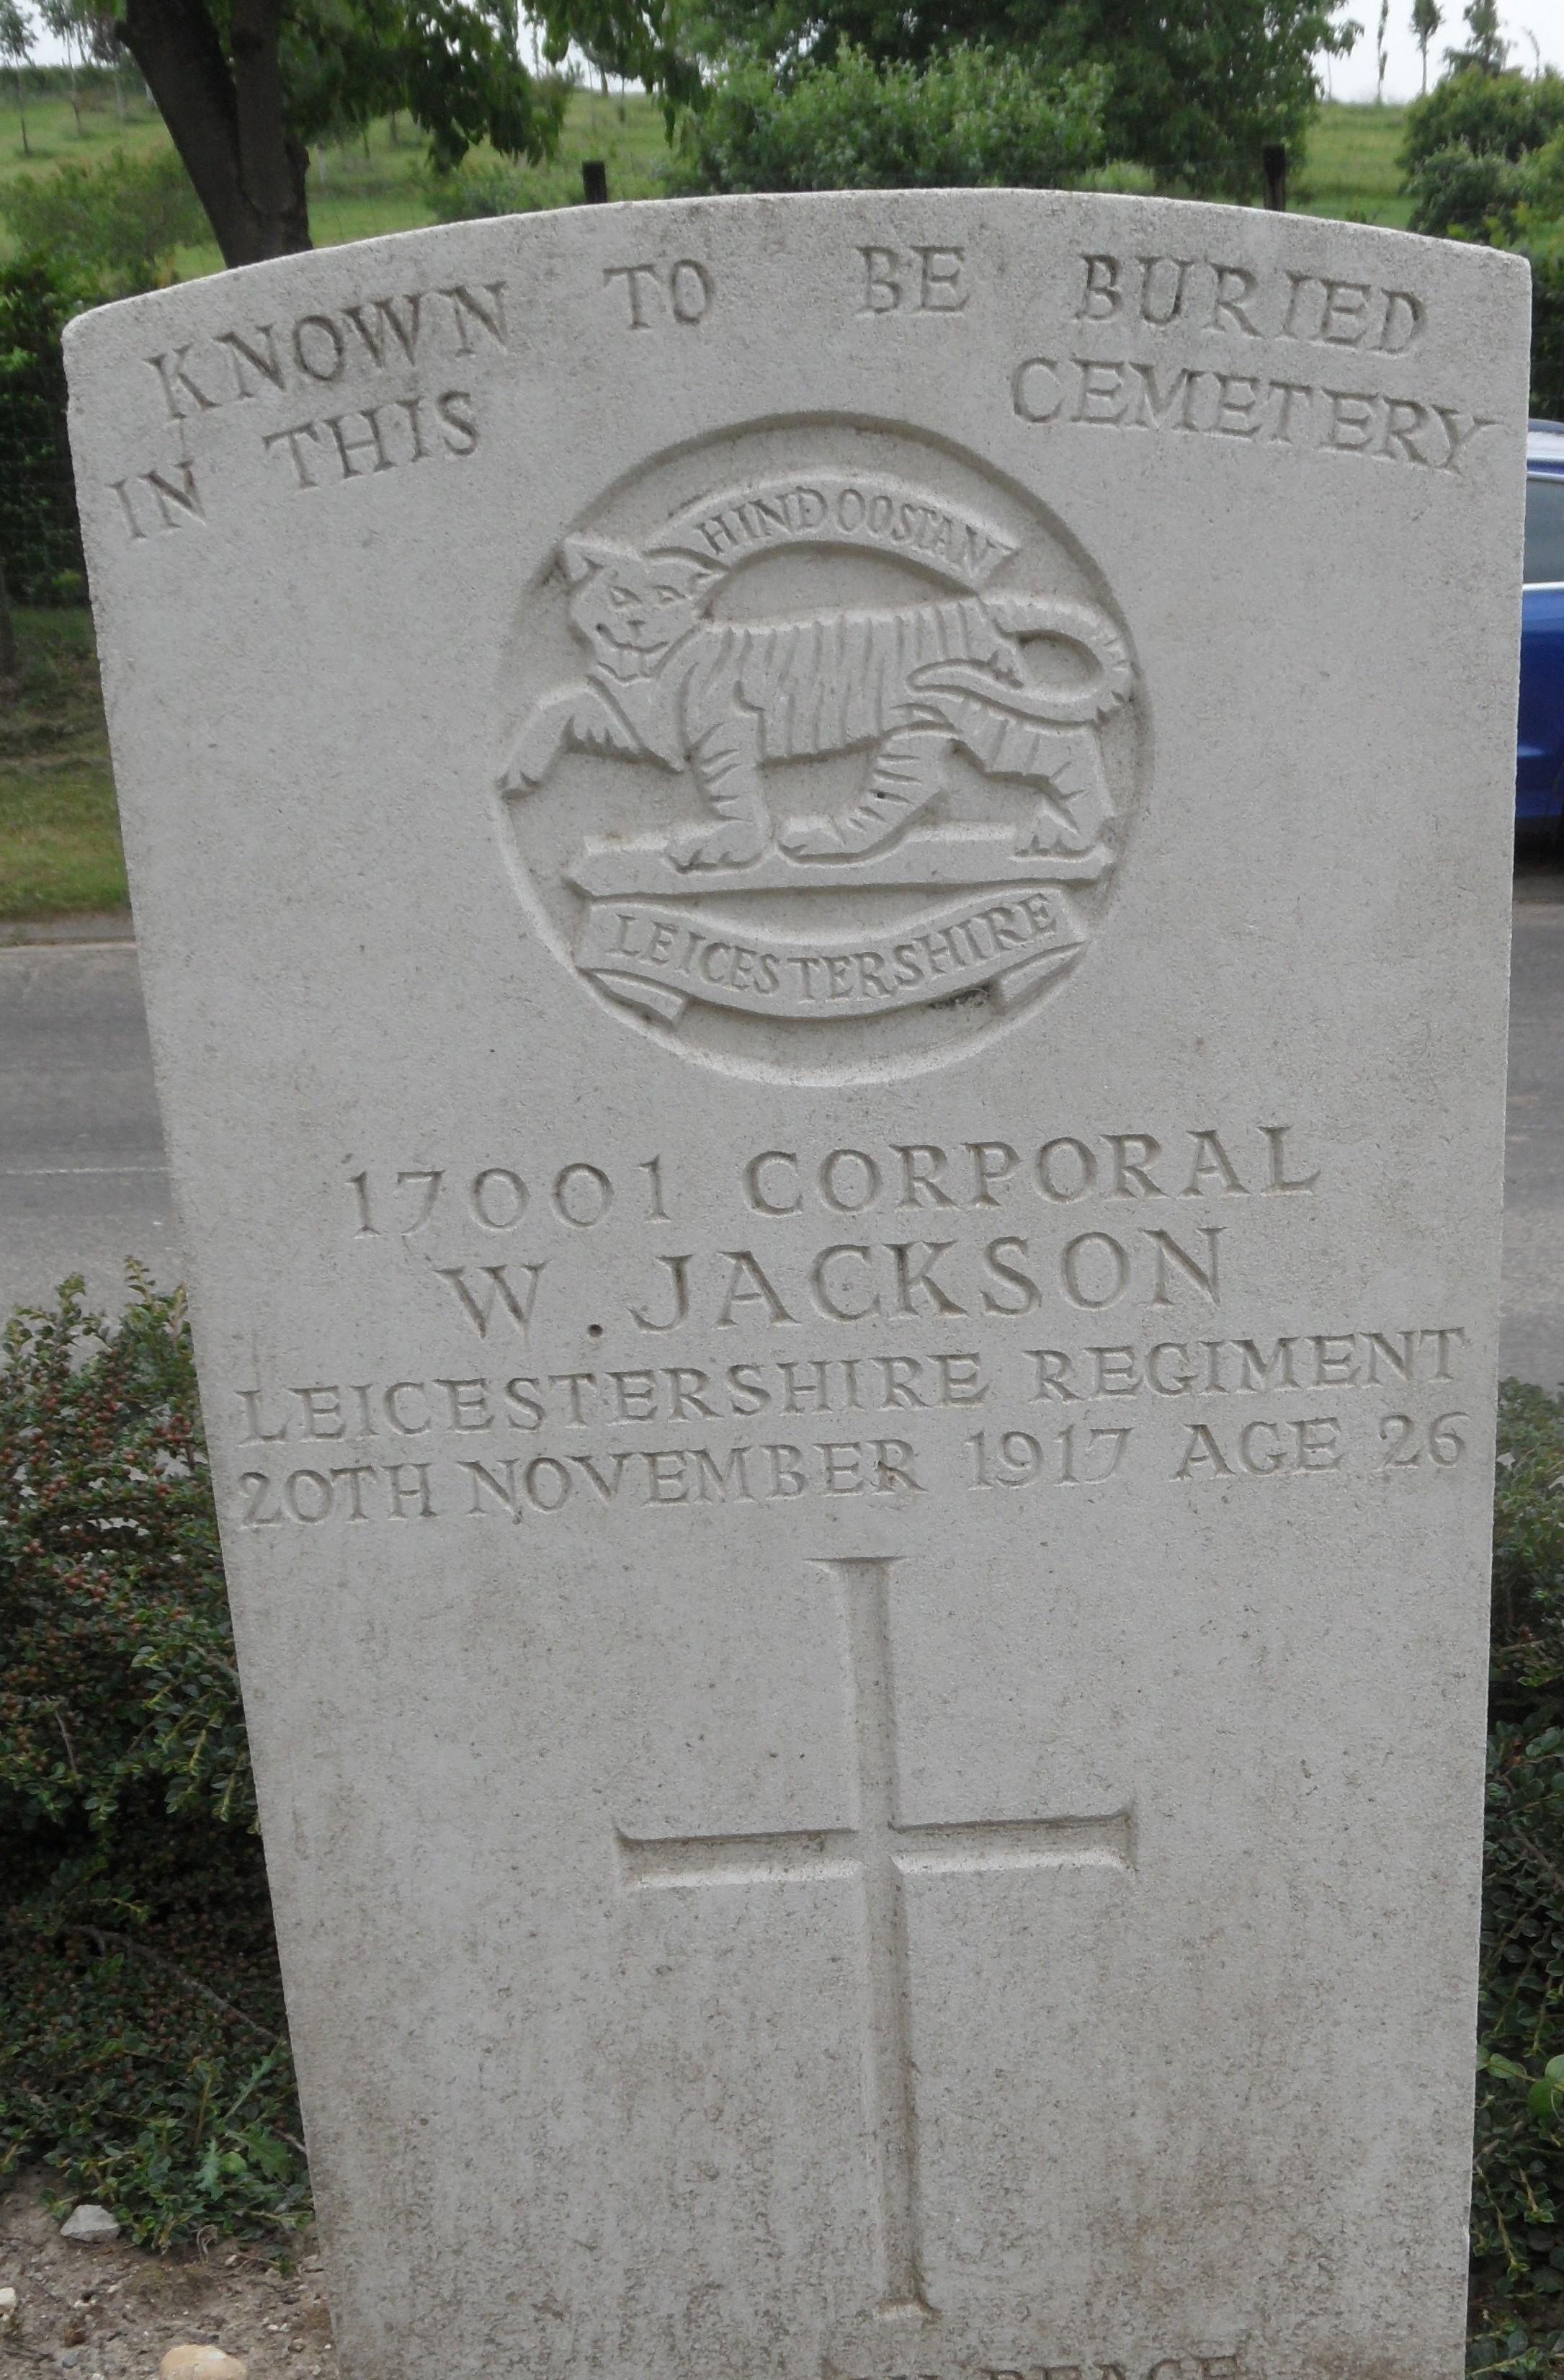 KNOWN TO BE BURIED
IN THIS CEMETERY
HINDOOSTAN
LEICESTERSHIRE
17001 CORPORAL
W. JACKSON
LEICESTERSHIRE REGIMENT
20TH NOVEMBER 1917 AGE 26
PEACE